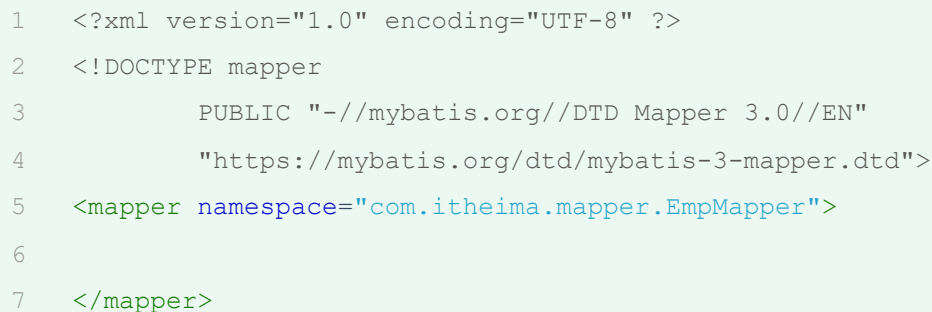 1 <?xml version="1.0" encoding="UTF-8" ?>
2 <!DOCTYPE mapper
3         PUBLIC "-//mybatis.org//DTD Mapper 3.0//EN"
4         "https://mybatis.org/dtd/mybatis-3-mapper.dtd">
5 <mapper namespace="com.itheima.mapper.EmpMapper">
6
7 </mapper>